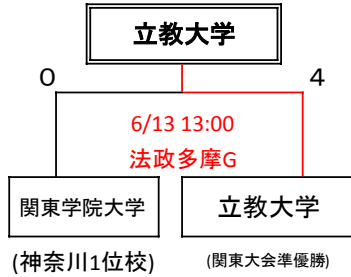 立教大学
0 4
6/13 13:00
法政多摩G
関東学院大学 立教大学
(神奈川1位校) (関東大会準優勝)